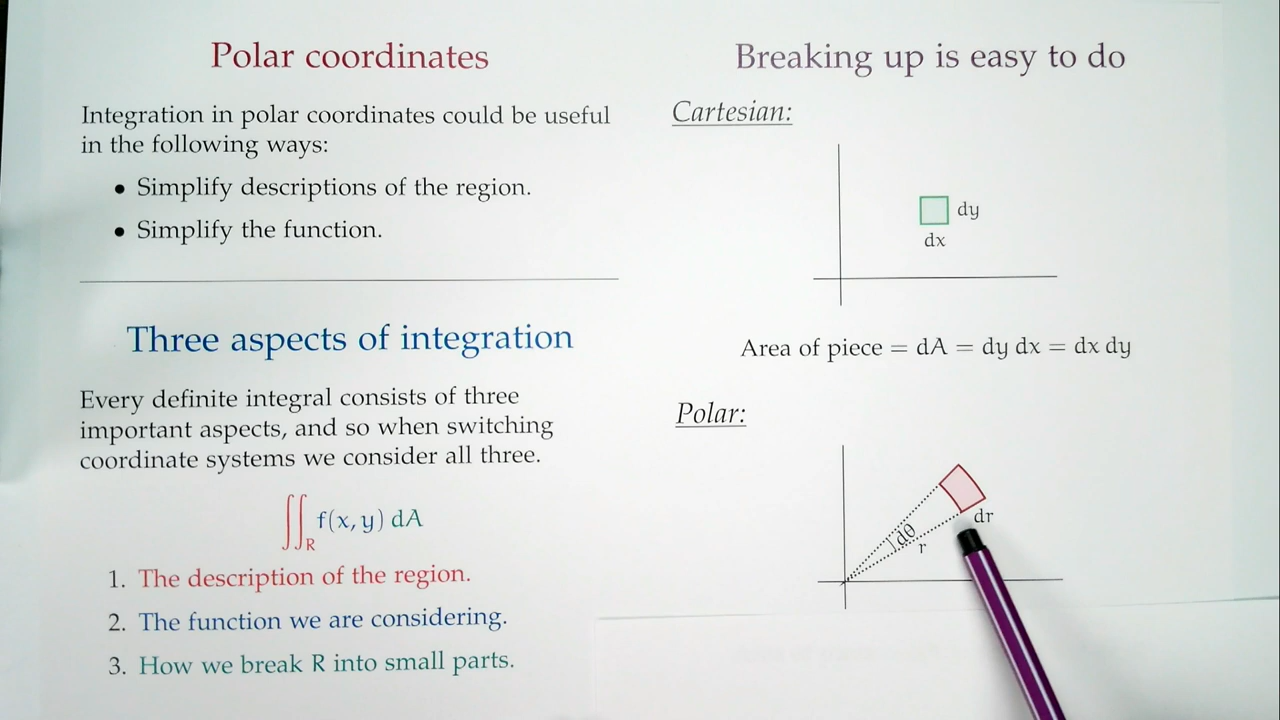 Polar coordinates
Integration in polar coordinates could be useful
in the following ways:
• Simplify descriptions of the region.
• Simplify the function.
Three aspects of integration
Every definite integral consists of three
important aspects, and so when switching
coordinate systems we consider all three.
∬_R f(x, y) dA
1. The description of the region.
2. The function we are considering.
3. How we break R into small parts.
Breaking up is easy to do
Cartesian:
dy
dx
Area of piece = dA = dy dx = dx dy
Polar:
dr
dθ
r